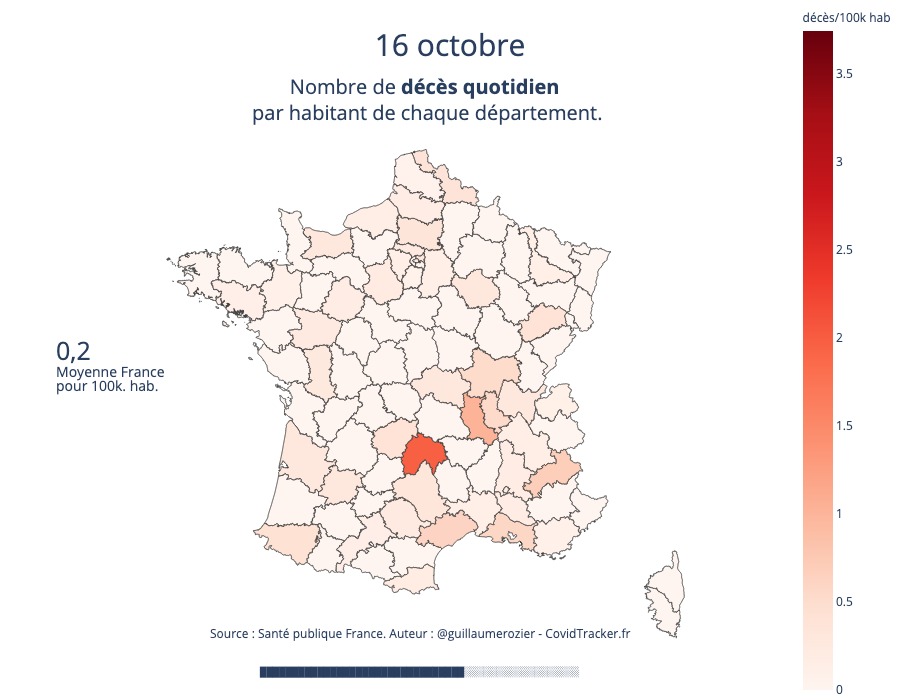 décès/100k hab
16 octobre
Nombre de décès quotidien
par habitant de chaque département.
3.5
3
2.5
2
1.5
1
0.5
0
0,2
Moyenne France
pour 100k. hab.
Source : Santé publique France. Auteur : @guillaumerozier - CovidTracker.fr